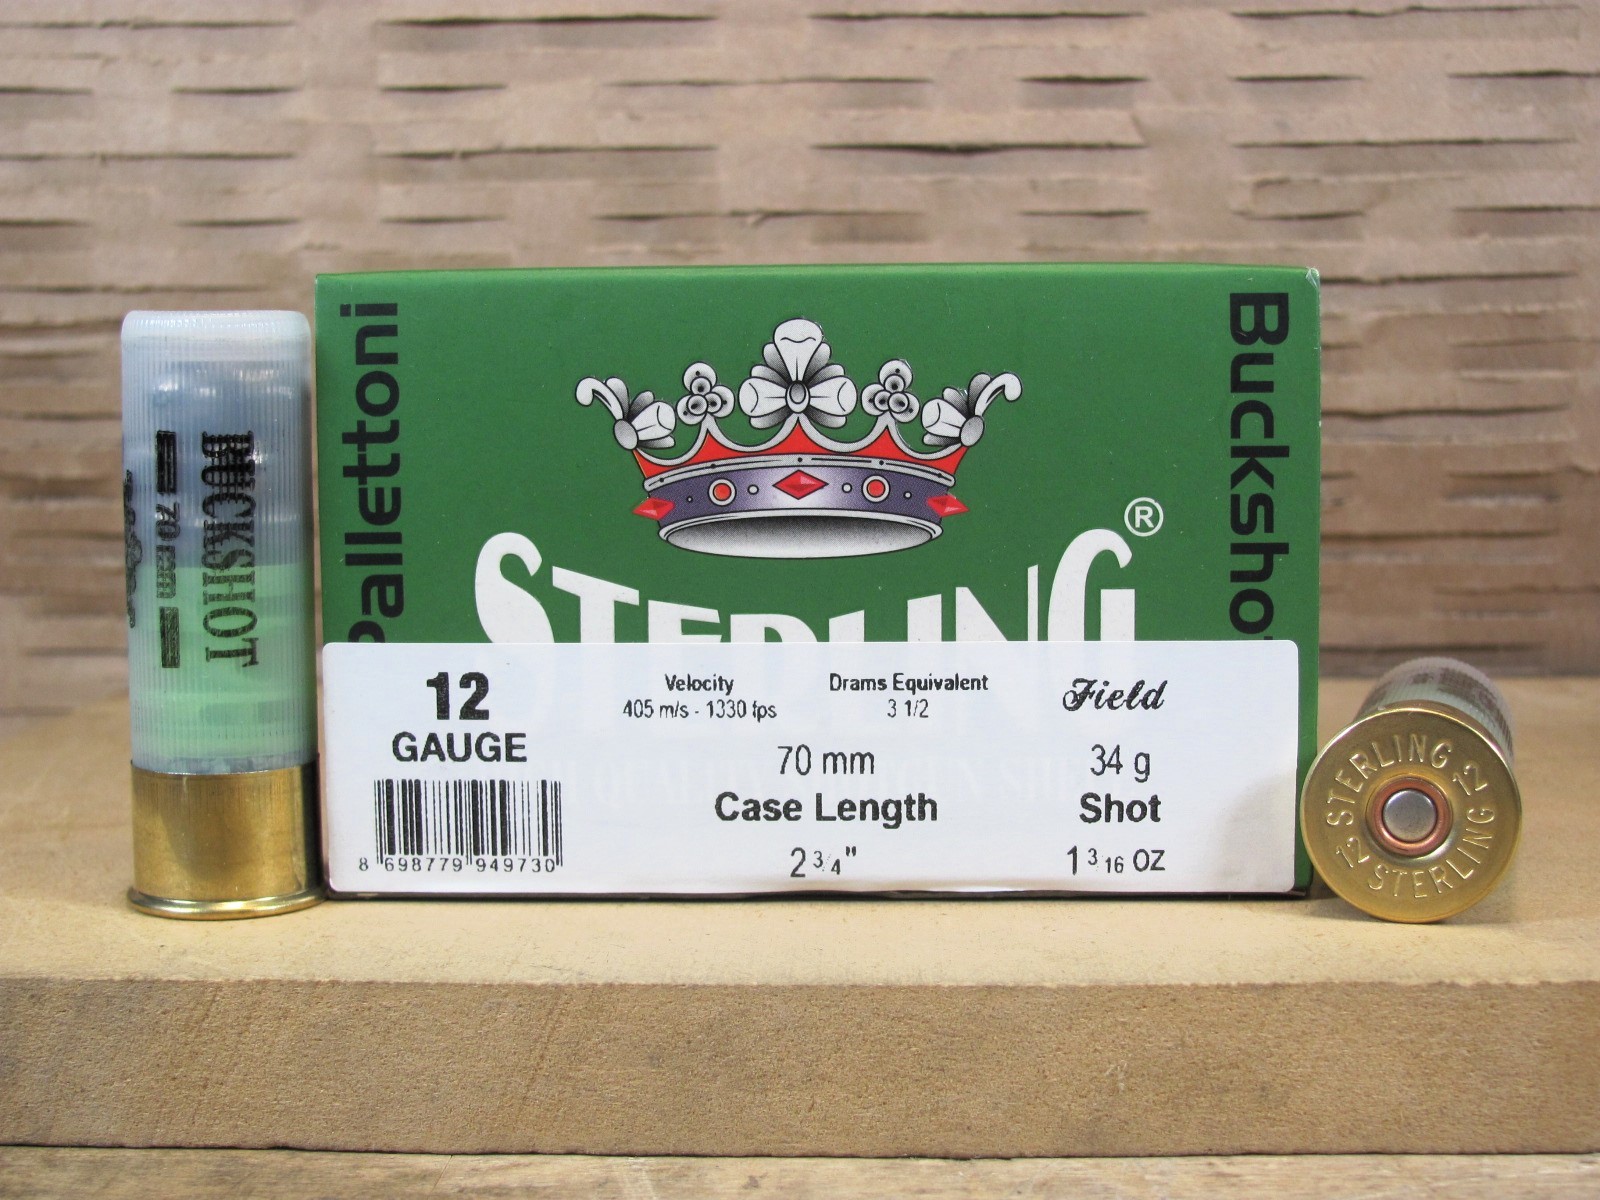 Pallettoni
Buckshot
STERLING
®
12
GAUGE
Velocity
405 m/s - 1330 fps
Drams Equivalent
3 1/2
Field
70 mm
Case Length
2 3/4"
34 g
Shot
1 3/16 OZ
8 698779 949730
BUCKSHOT
70 mm
STERLING 12
STERLING 12